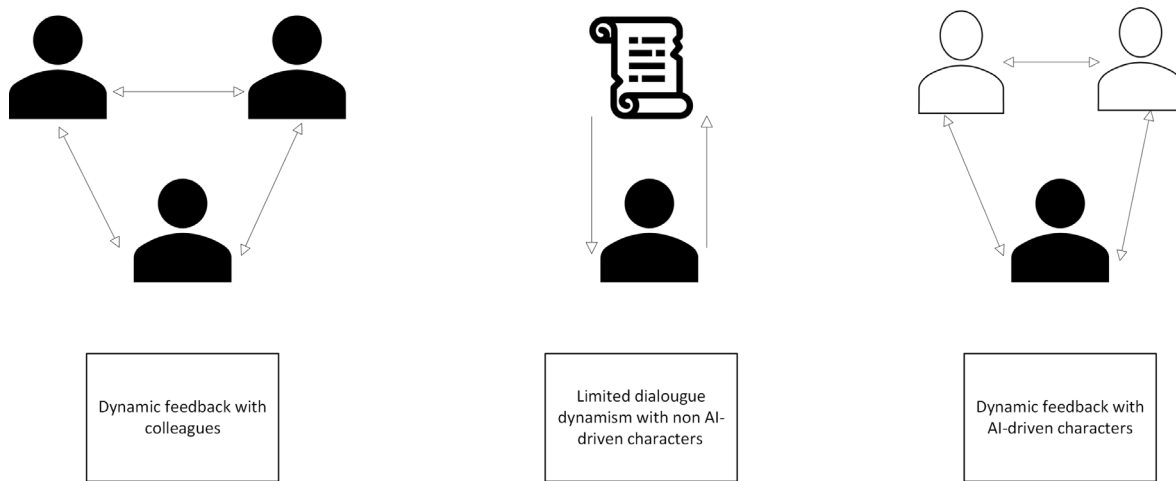 Dynamic feedback with
colleagues
Limited dialougue
dynamism with non AI-
driven characters
Dynamic feedback with
AI-driven characters